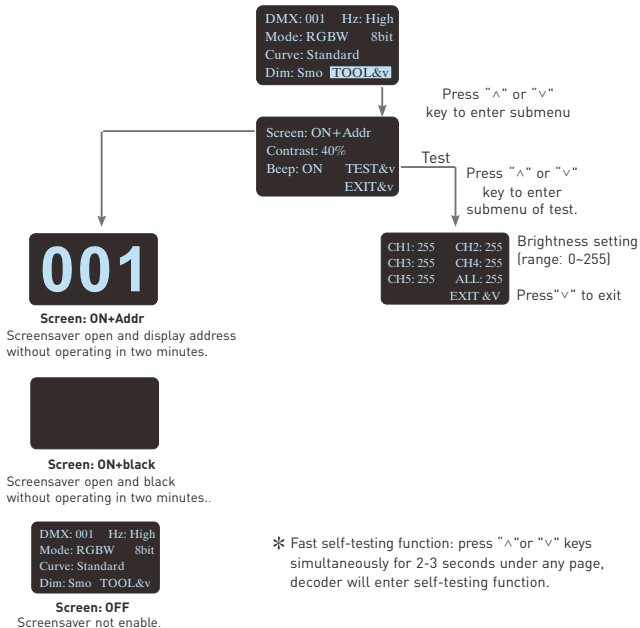 DMX: 001 Hz: High
Mode: RGBW 8bit
Curve: Standard
Dim: Smo TOOL&v
Press "^" or "v"
key to enter submenu
Screen: ON+Addr
Contrast: 40%
Beep: ON TEST&v
EXIT&v
Test
Press "^" or "v"
key to enter
submenu of test.
CH1: 255 CH2: 255
CH3: 255 CH4: 255
CH5: 255 ALL: 255
EXIT &V
Brightness setting
(range: 0~255)
Press"v" to exit
001
Screen: ON+Addr
Screensaver open and display address
without operating in two minutes.
Screen: ON+black
Screensaver open and black
without operating in two minutes..
DMX: 001 Hz: High
Mode: RGBW 8bit
Curve: Standard
Dim: Smo TOOL&v
Screen: OFF
Screensaver not enable.
* Fast self-testing function: press "^"or "v" keys
simultaneously for 2-3 seconds under any page,
decoder will enter self-testing function.